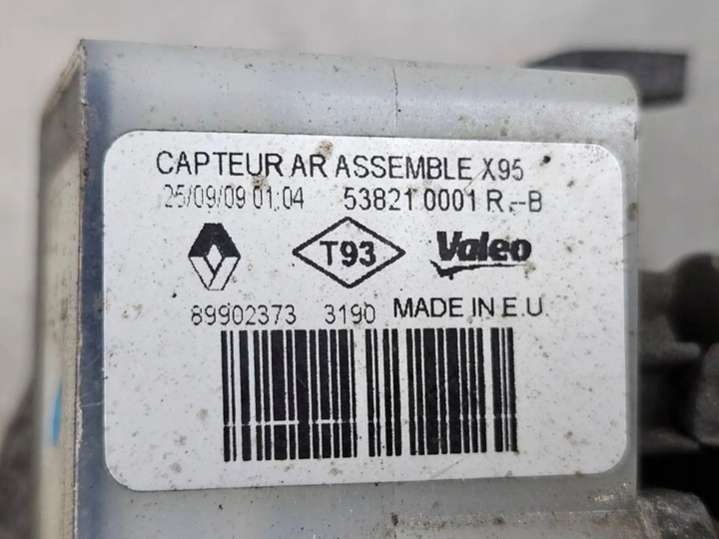 CAPTEUR AR ASSEMBLE X95
25/09/09 01:04 53821 0001 R.--B
T93 Valeo
89902373 3190 MADE IN E.U.